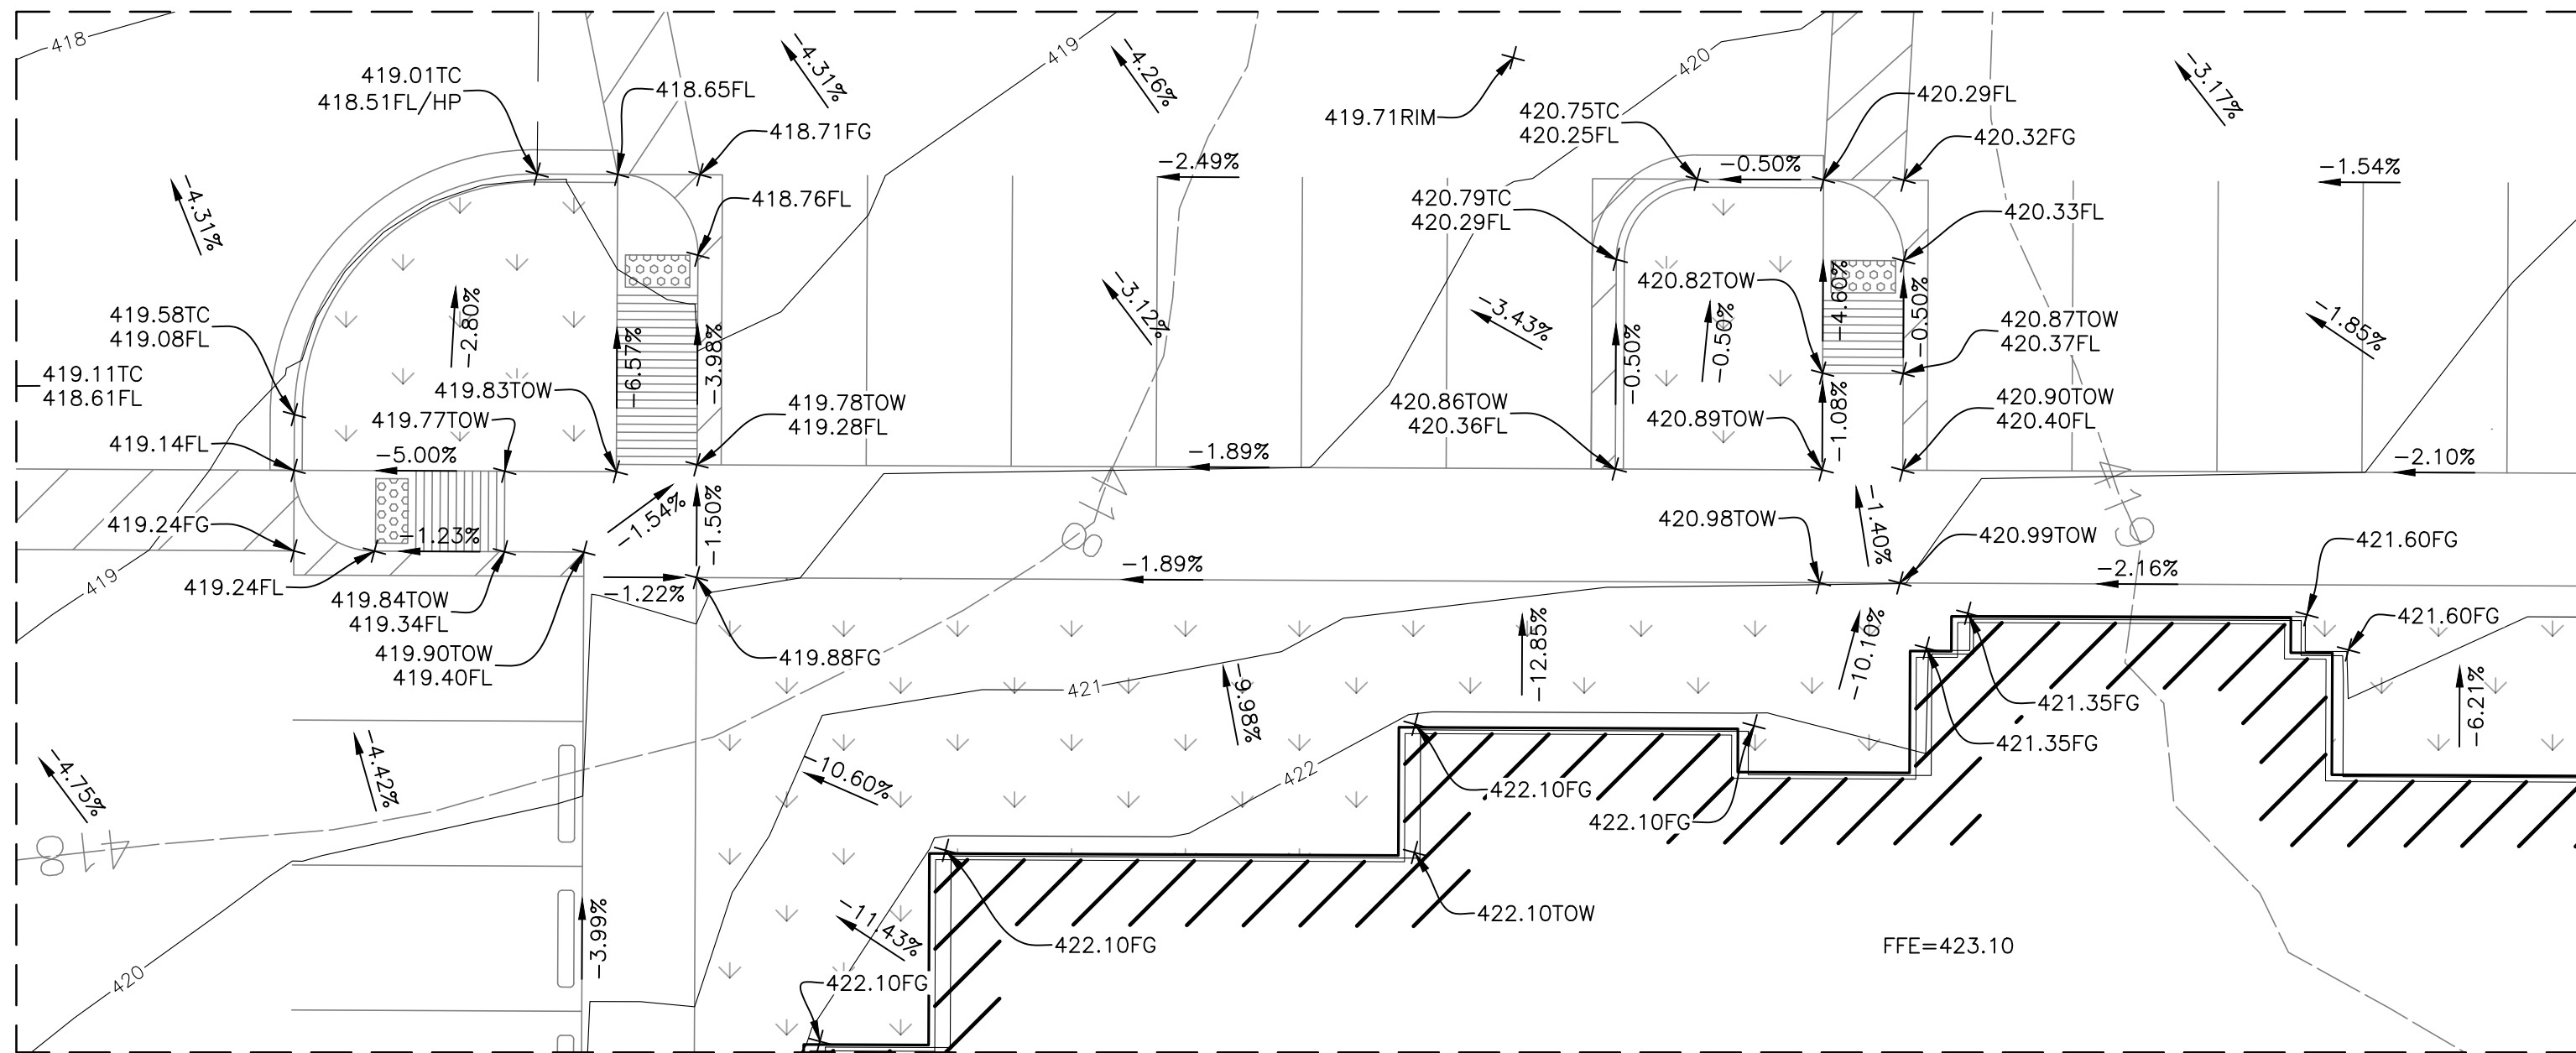 418
419.01TC
418.51FL/HP
418.65FL
418.71FG
418.76FL
-4.31%
-4.31%
419
-4.26%
-2.49%
419.71RIM
420
420.75TC
420.25FL
-0.50%
420.29FL
420.32FG
420.33FL
-3.17%
-1.54%
420.79TC
420.29FL
420.82TOW
-2.80%
419.58TC
419.08FL
419.11TC
418.61FL
419.83TOW
419.77TOW
-6.57%
-3.98%
-3.12%
-3.43%
-0.50%
-0.50%
-4.60%
-0.50%
420.87TOW
420.37FL
-1.85%
419.78TOW
419.28FL
420.86TOW
420.36FL
420.89TOW
-1.08%
420.90TOW
420.40FL
419.14FL
-5.00%
-1.89%
-2.10%
419.24FG
-1.23%
-1.54%
-1.50%
418
420.98TOW
-1.40%
420.99TOW
419
421.60FG
419
419.24FL
419.84TOW
419.34FL
-1.22%
-1.89%
-2.16%
419.90TOW
419.40FL
419.88FG
-12.85%
-10.10%
421.60FG
421
-9.98%
421.35FG
-6.21%
421.35FG
-4.75%
-4.42%
-10.60%
422
422.10FG
422.10FG
418
-3.99%
-11.43%
422.10FG
422.10TOW
FFE=423.10
420
422.10FG